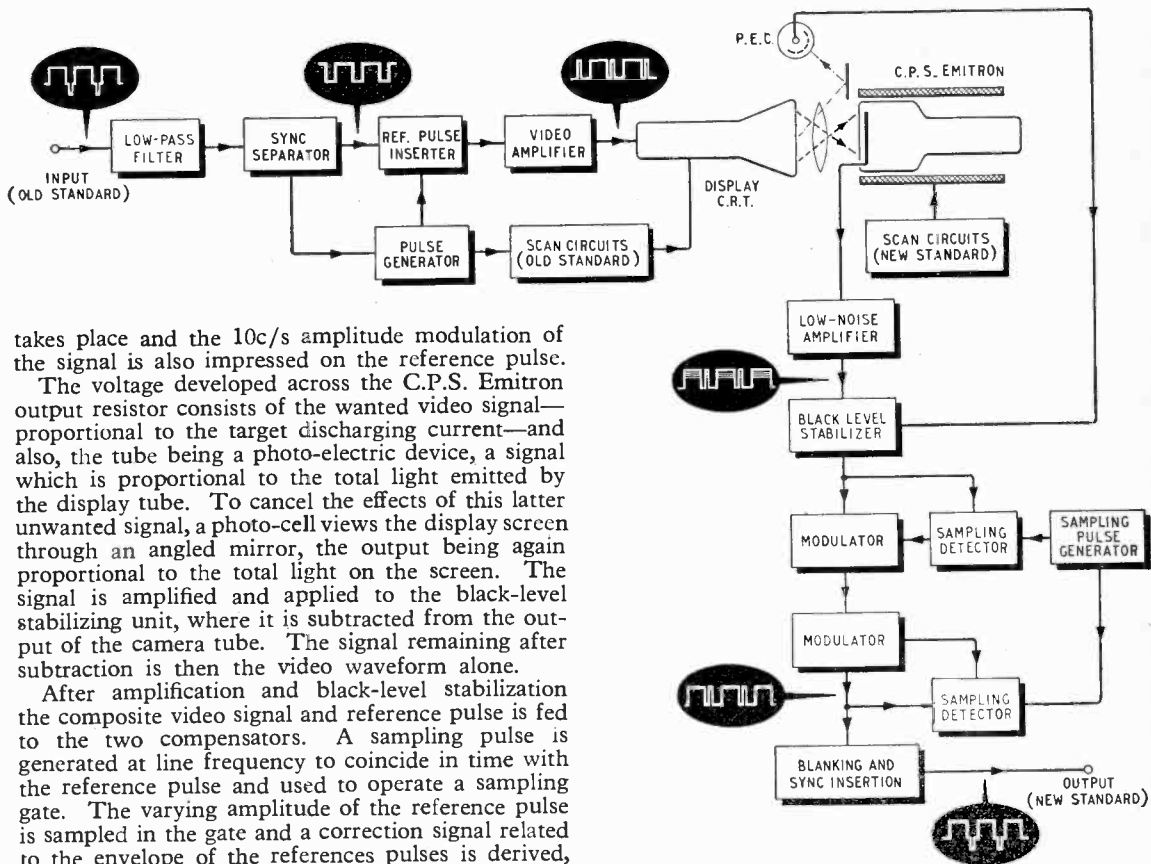 P.E.C.
C.P.S. EMITRON
LOW-PASS
FILTER
SYNC
SEPARATOR
REF. PULSE
INSERTER
VIDEO
AMPLIFIER
INPUT
(OLD STANDARD)
DISPLAY
C.R.T.
PULSE
GENERATOR
SCAN CIRCUITS
(OLD STANDARD)
SCAN CIRCUITS
(NEW STANDARD)
LOW-NOISE
AMPLIFIER
BLACK LEVEL
STABILIZER
MODULATOR
SAMPLING
DETECTOR
SAMPLING
PULSE
GENERATOR
MODULATOR
SAMPLING
DETECTOR
BLANKING AND
SYNC INSERTION
OUTPUT
(NEW STANDARD)
takes place and the 10c/s amplitude modulation of
the signal is also impressed on the reference pulse.
The voltage developed across the C.P.S. Emitron
output resistor consists of the wanted video signal—
proportional to the target discharging current—and
also, the tube being a photo-electric device, a signal
which is proportional to the total light emitted by
the display tube. To cancel the effects of this latter
unwanted signal, a photo-cell views the display screen
through an angled mirror, the output being again
proportional to the total light on the screen. The
signal is amplified and applied to the black-level
stabilizing unit, where it is subtracted from the out-
put of the camera tube. The signal remaining after
subtraction is then the video waveform alone.
After amplification and black-level stabilization
the composite video signal and reference pulse is fed
to the two compensators. A sampling pulse is
generated at line frequency to coincide in time with
the reference pulse and used to operate a sampling
gate. The varying amplitude of the reference pulse
is sampled in the gate and a correction signal related
to the envelope of the references pulses is derived,